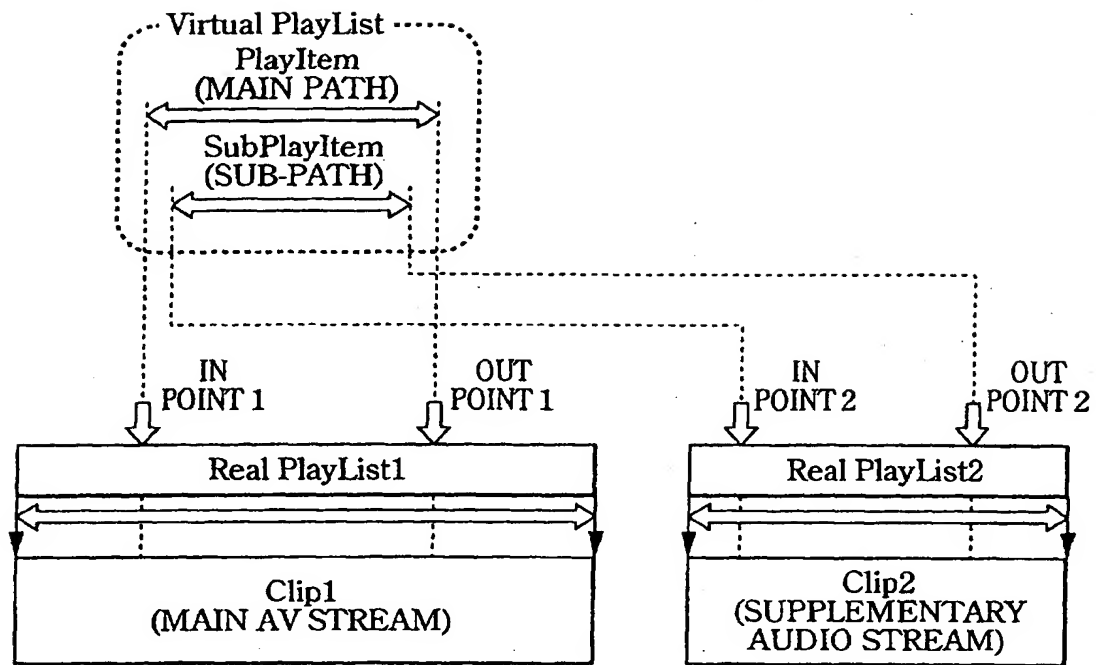 Virtual PlayList
PlayItem
(MAIN PATH)
SubPlayItem
(SUB-PATH)
IN
POINT 1
OUT
POINT 1
IN
POINT 2
OUT
POINT 2
Real PlayList1
Real PlayList2
Clip1
(MAIN AV STREAM)
Clip2
(SUPPLEMENTARY
AUDIO STREAM)